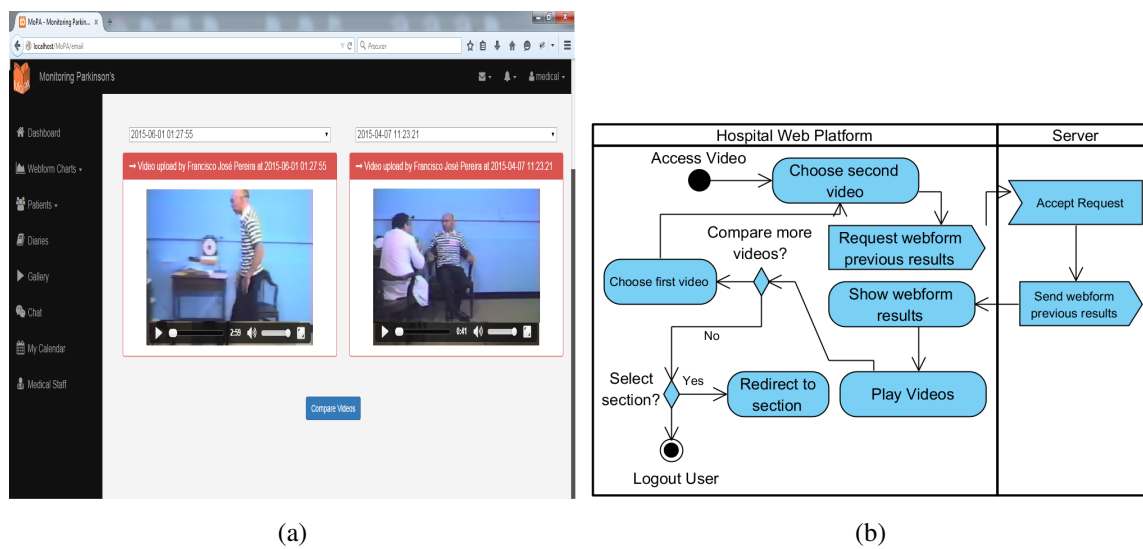 MoPA - Monitoring Parkin...
localhost/MoPA/email
Procurar
MoPA
Monitoring Parkinson's
medical
Dashboard
Webform Charts
Patients
Diaries
Gallery
Chat
My Calendar
Medical Staff
2015-06-01 01:27:55
2015-04-07 11:23:21
Video upload by Francisco José Pereira at 2015-06-01 01:27:55
Video upload by Francisco José Pereira at 2015-04-07 11:23:21
2:59
0:41
Compare Videos
(a)
Hospital Web Platform
Server
Access Video
Choose second
video
Accept Request
Request webform
previous results
Compare more
videos?
Choose first video
Show webform
results
Send webform
previous results
No
Select
section?
Yes
Redirect to
section
Play Videos
Logout User
(b)